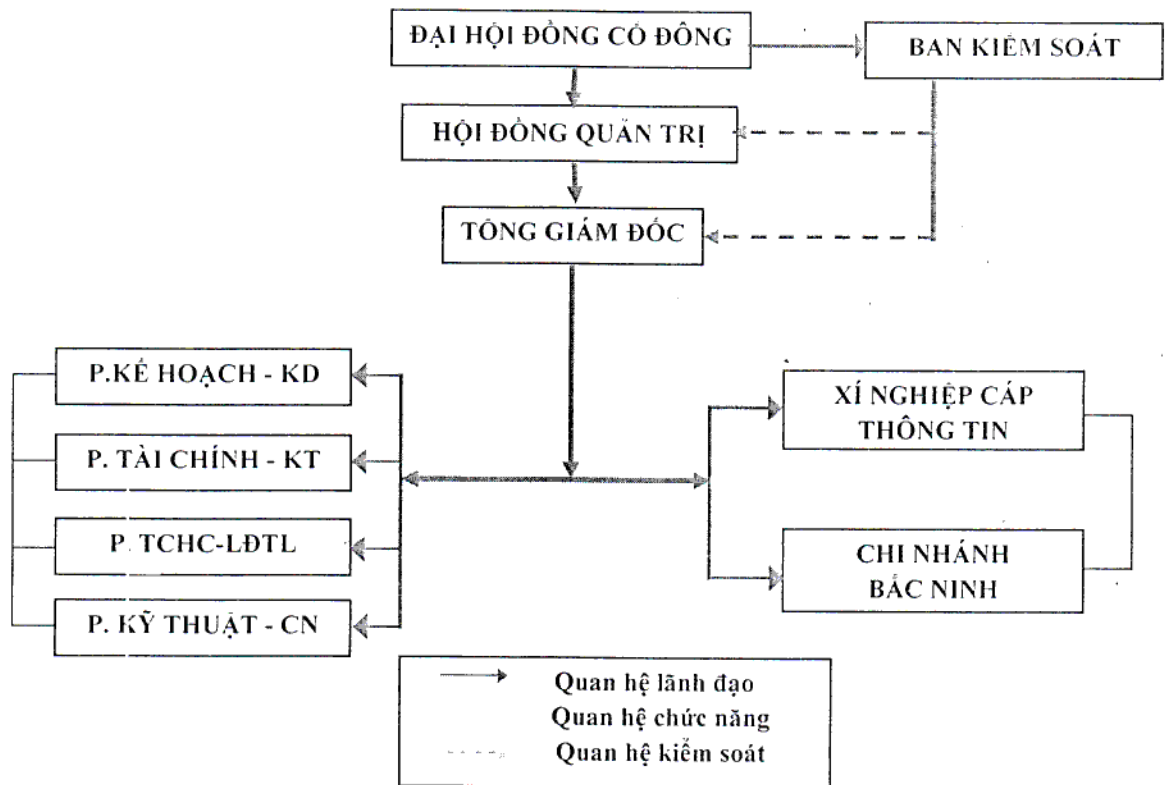 ĐẠI HỘI ĐỒNG CỔ ĐÔNG
BAN KIỂM SOÁT
HỘI ĐỒNG QUẢN TRỊ
TỔNG GIÁM ĐỐC
P.KẾ HOẠCH - KD
P. TÀI CHÍNH - KT
P. TCHC-LĐTL
P. KỸ THUẬT - CN
XÍ NGHIỆP CÁP
THÔNG TIN
CHI NHÁNH
BẮC NINH
Quan hệ lãnh đạo
Quan hệ chức năng
Quan hệ kiểm soát